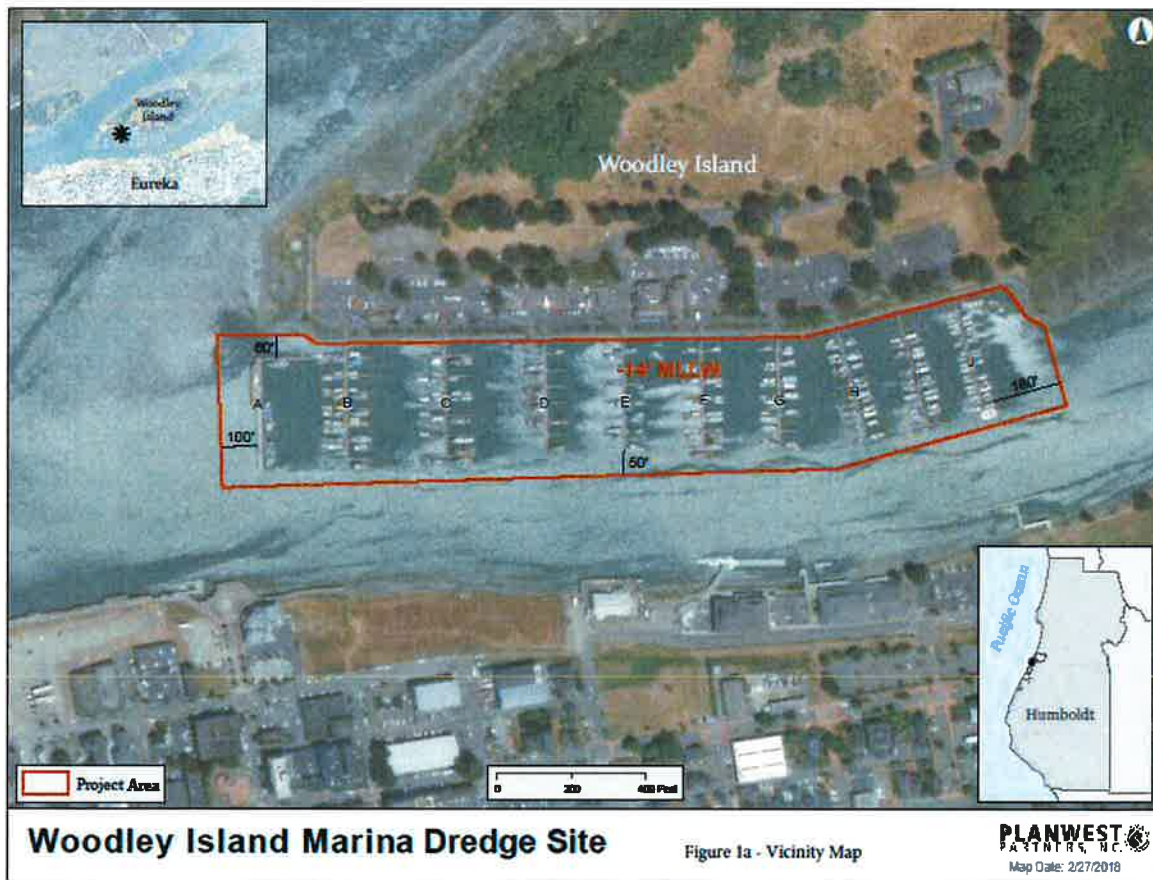 Woodley
Island
Eureka
Woodley Island
60'
-14' MLLW
A
B
C
D
E
F
G
H
J
180'
100'
50'
Pacific Ocean
Humboldt
Project Area
0 200 400 Feet
Woodley Island Marina Dredge Site
Figure 1a - Vicinity Map
PLANWEST
PARTNERS, INC.
Map Date: 2/27/2018